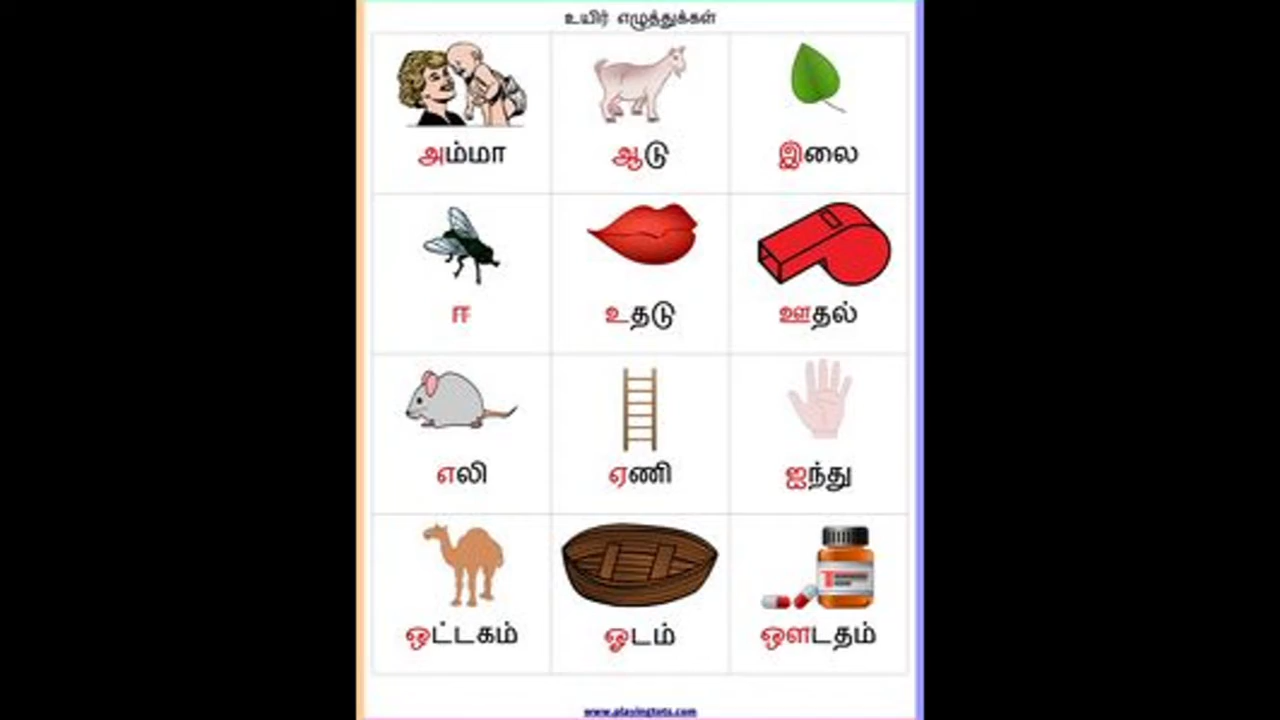 உயிர் எழுத்துக்கள்
அம்மா ஆடு இலை
ஈ உதடு ஊதல்
எலி ஏணி ஐந்து
ஒட்டகம் ஓடம் ஔடதம்
www.playingtots.com